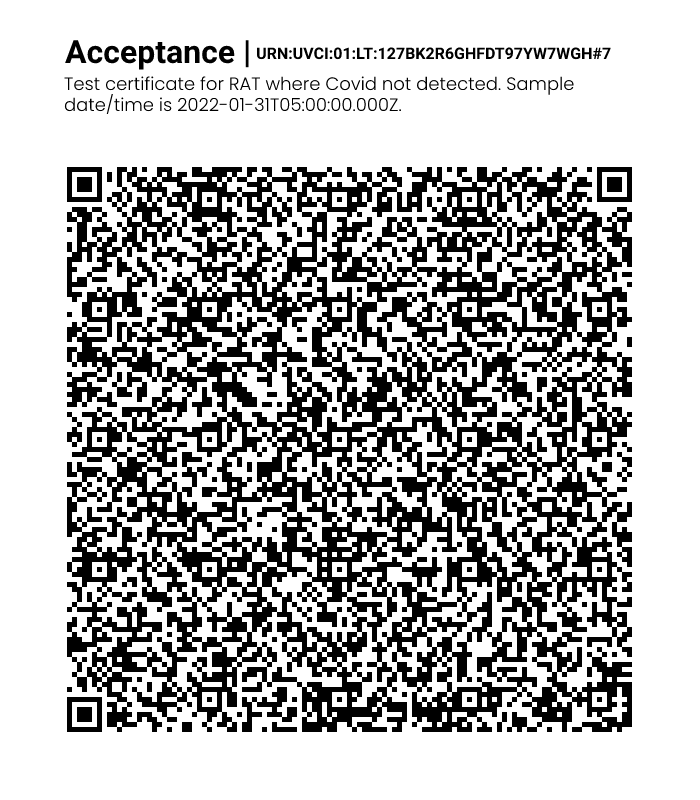 Acceptance | URN:UVCI:01:LT:127BK2R6GHFDT97YW7WGH#7
Test certificate for RAT where Covid not detected. Sample
date/time is 2022-01-31T05:00:00.000Z.